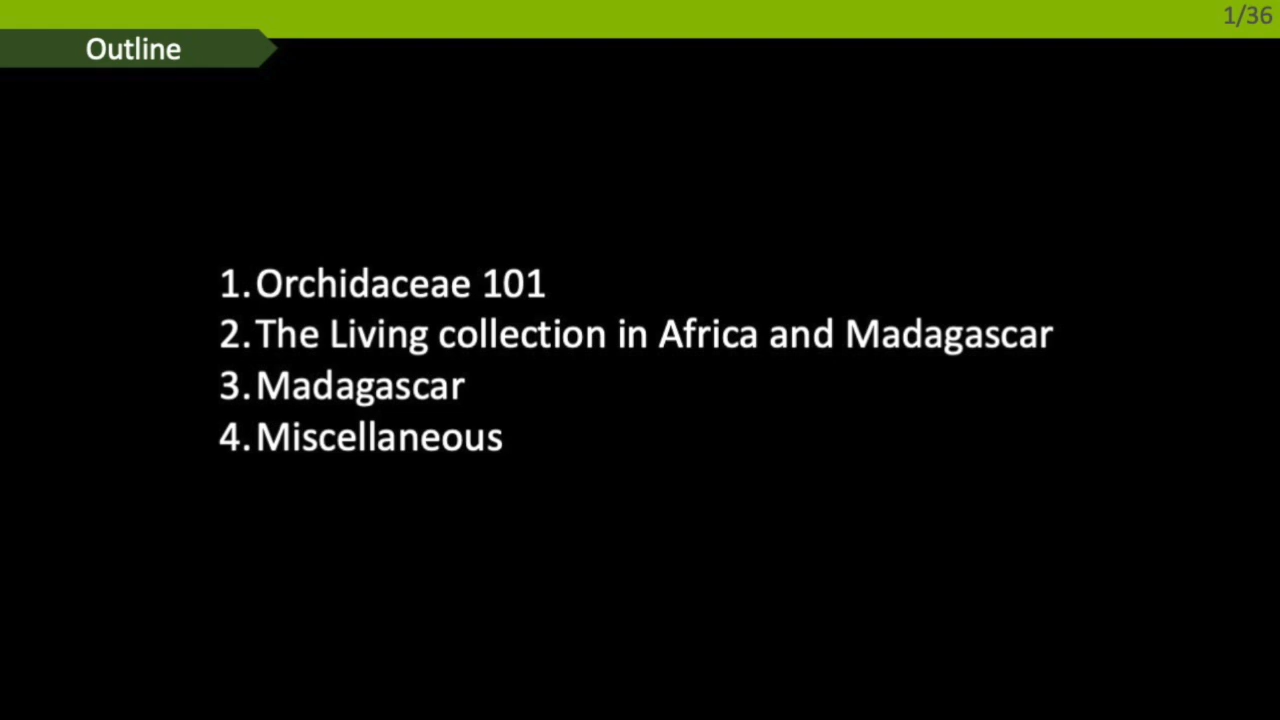 1/36
Outline
1. Orchidaceae 101
2. The Living collection in Africa and Madagascar
3. Madagascar
4. Miscellaneous